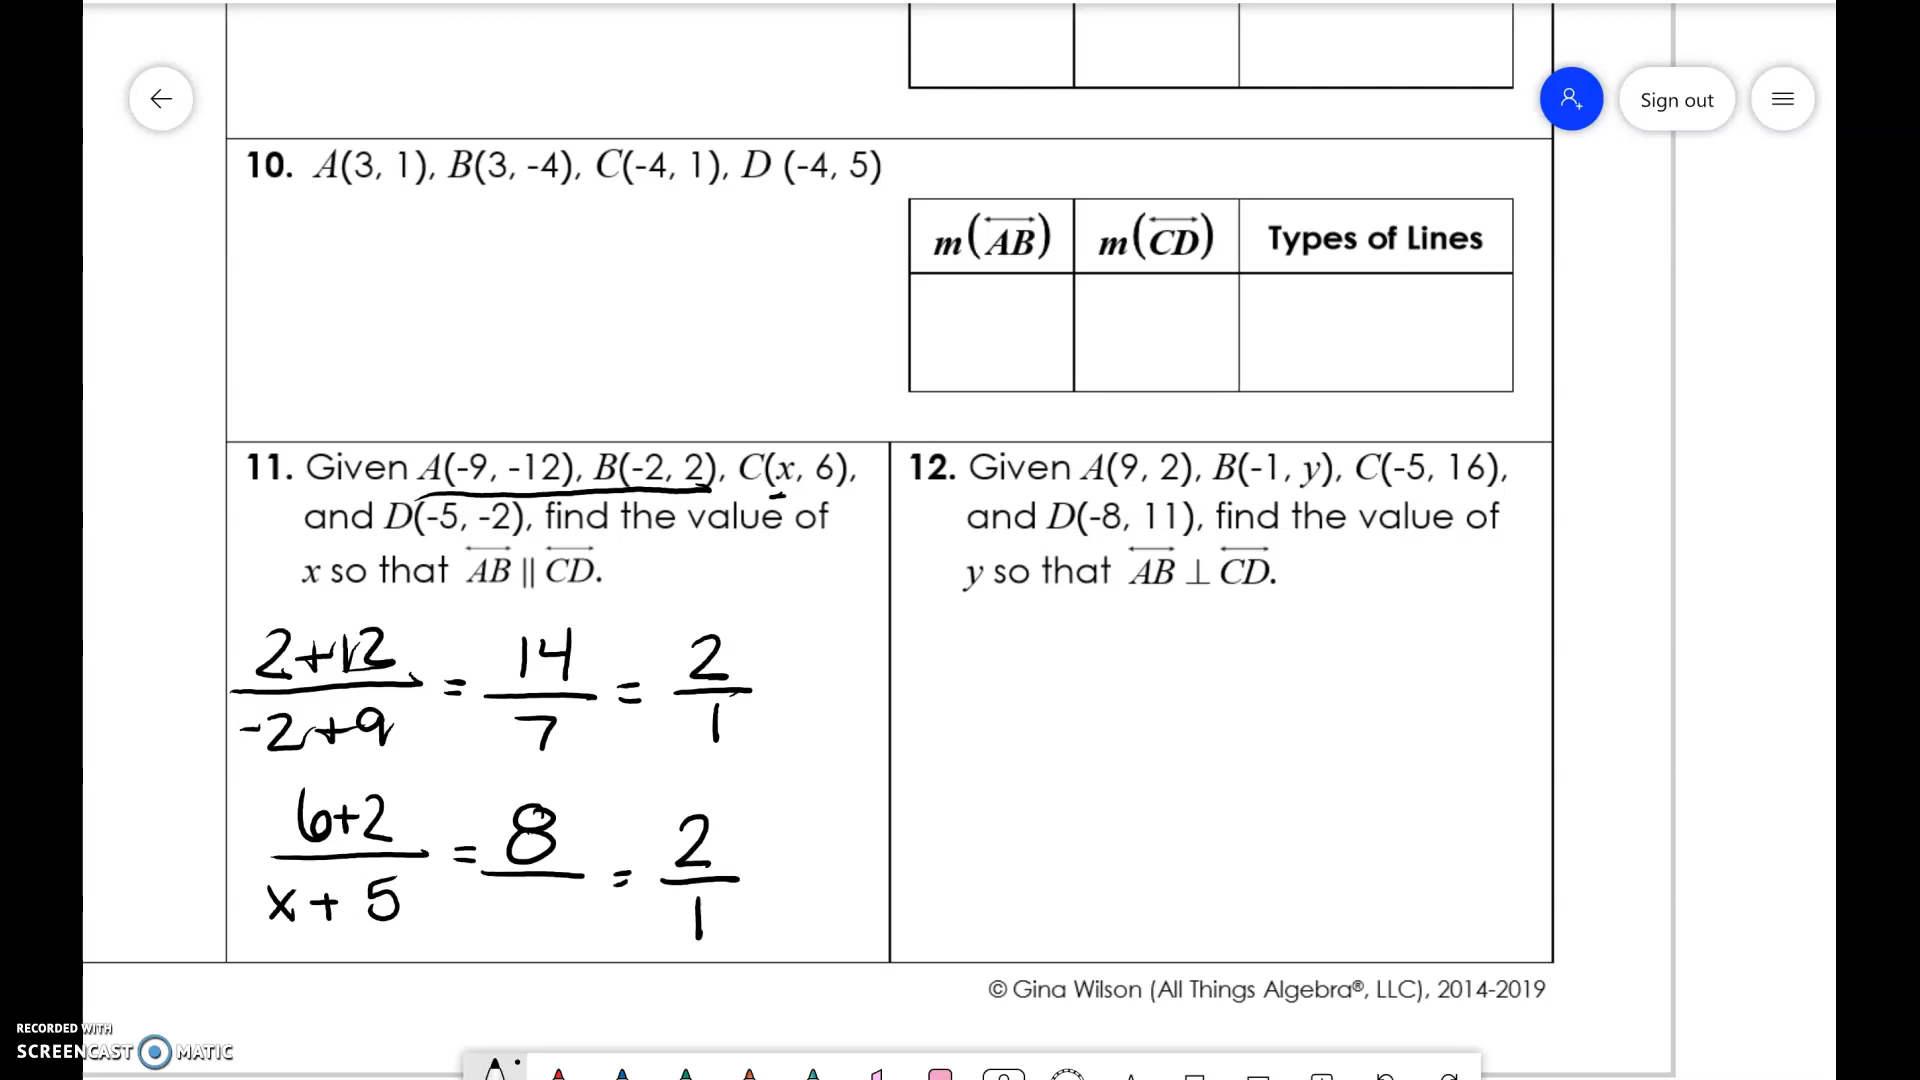 Sign out
10. A(3, 1), B(3, -4), C(-4, 1), D (-4, 5)
m(AB) m(CD) Types of Lines
11. Given A(-9, -12), B(-2, 2), C(x, 6),
and D(-5, -2), find the value of
x so that AB || CD.
12. Given A(9, 2), B(-1, y), C(-5, 16),
and D(-8, 11), find the value of
y so that AB ⊥ CD.
2+12 = 14 = 2
-2+9 7 1
6+2 = 8 = 2
x + 5 1
© Gina Wilson (All Things Algebra®, LLC), 2014-2019
RECORDED WITH
SCREENCAST MATIC